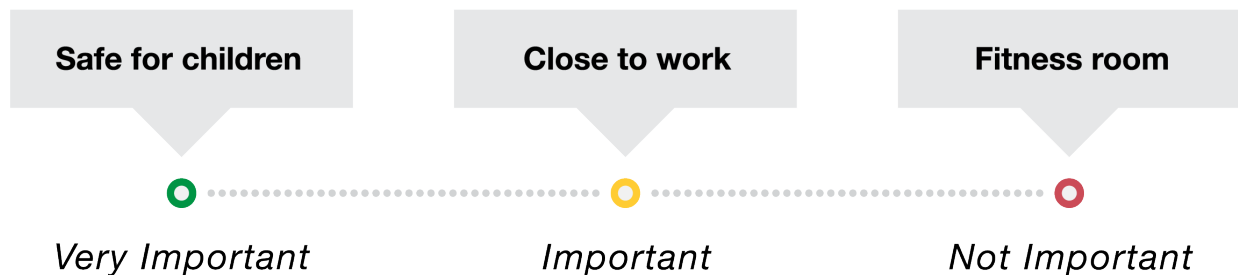 Safe for children
Close to work
Fitness room
Very Important
Important
Not Important